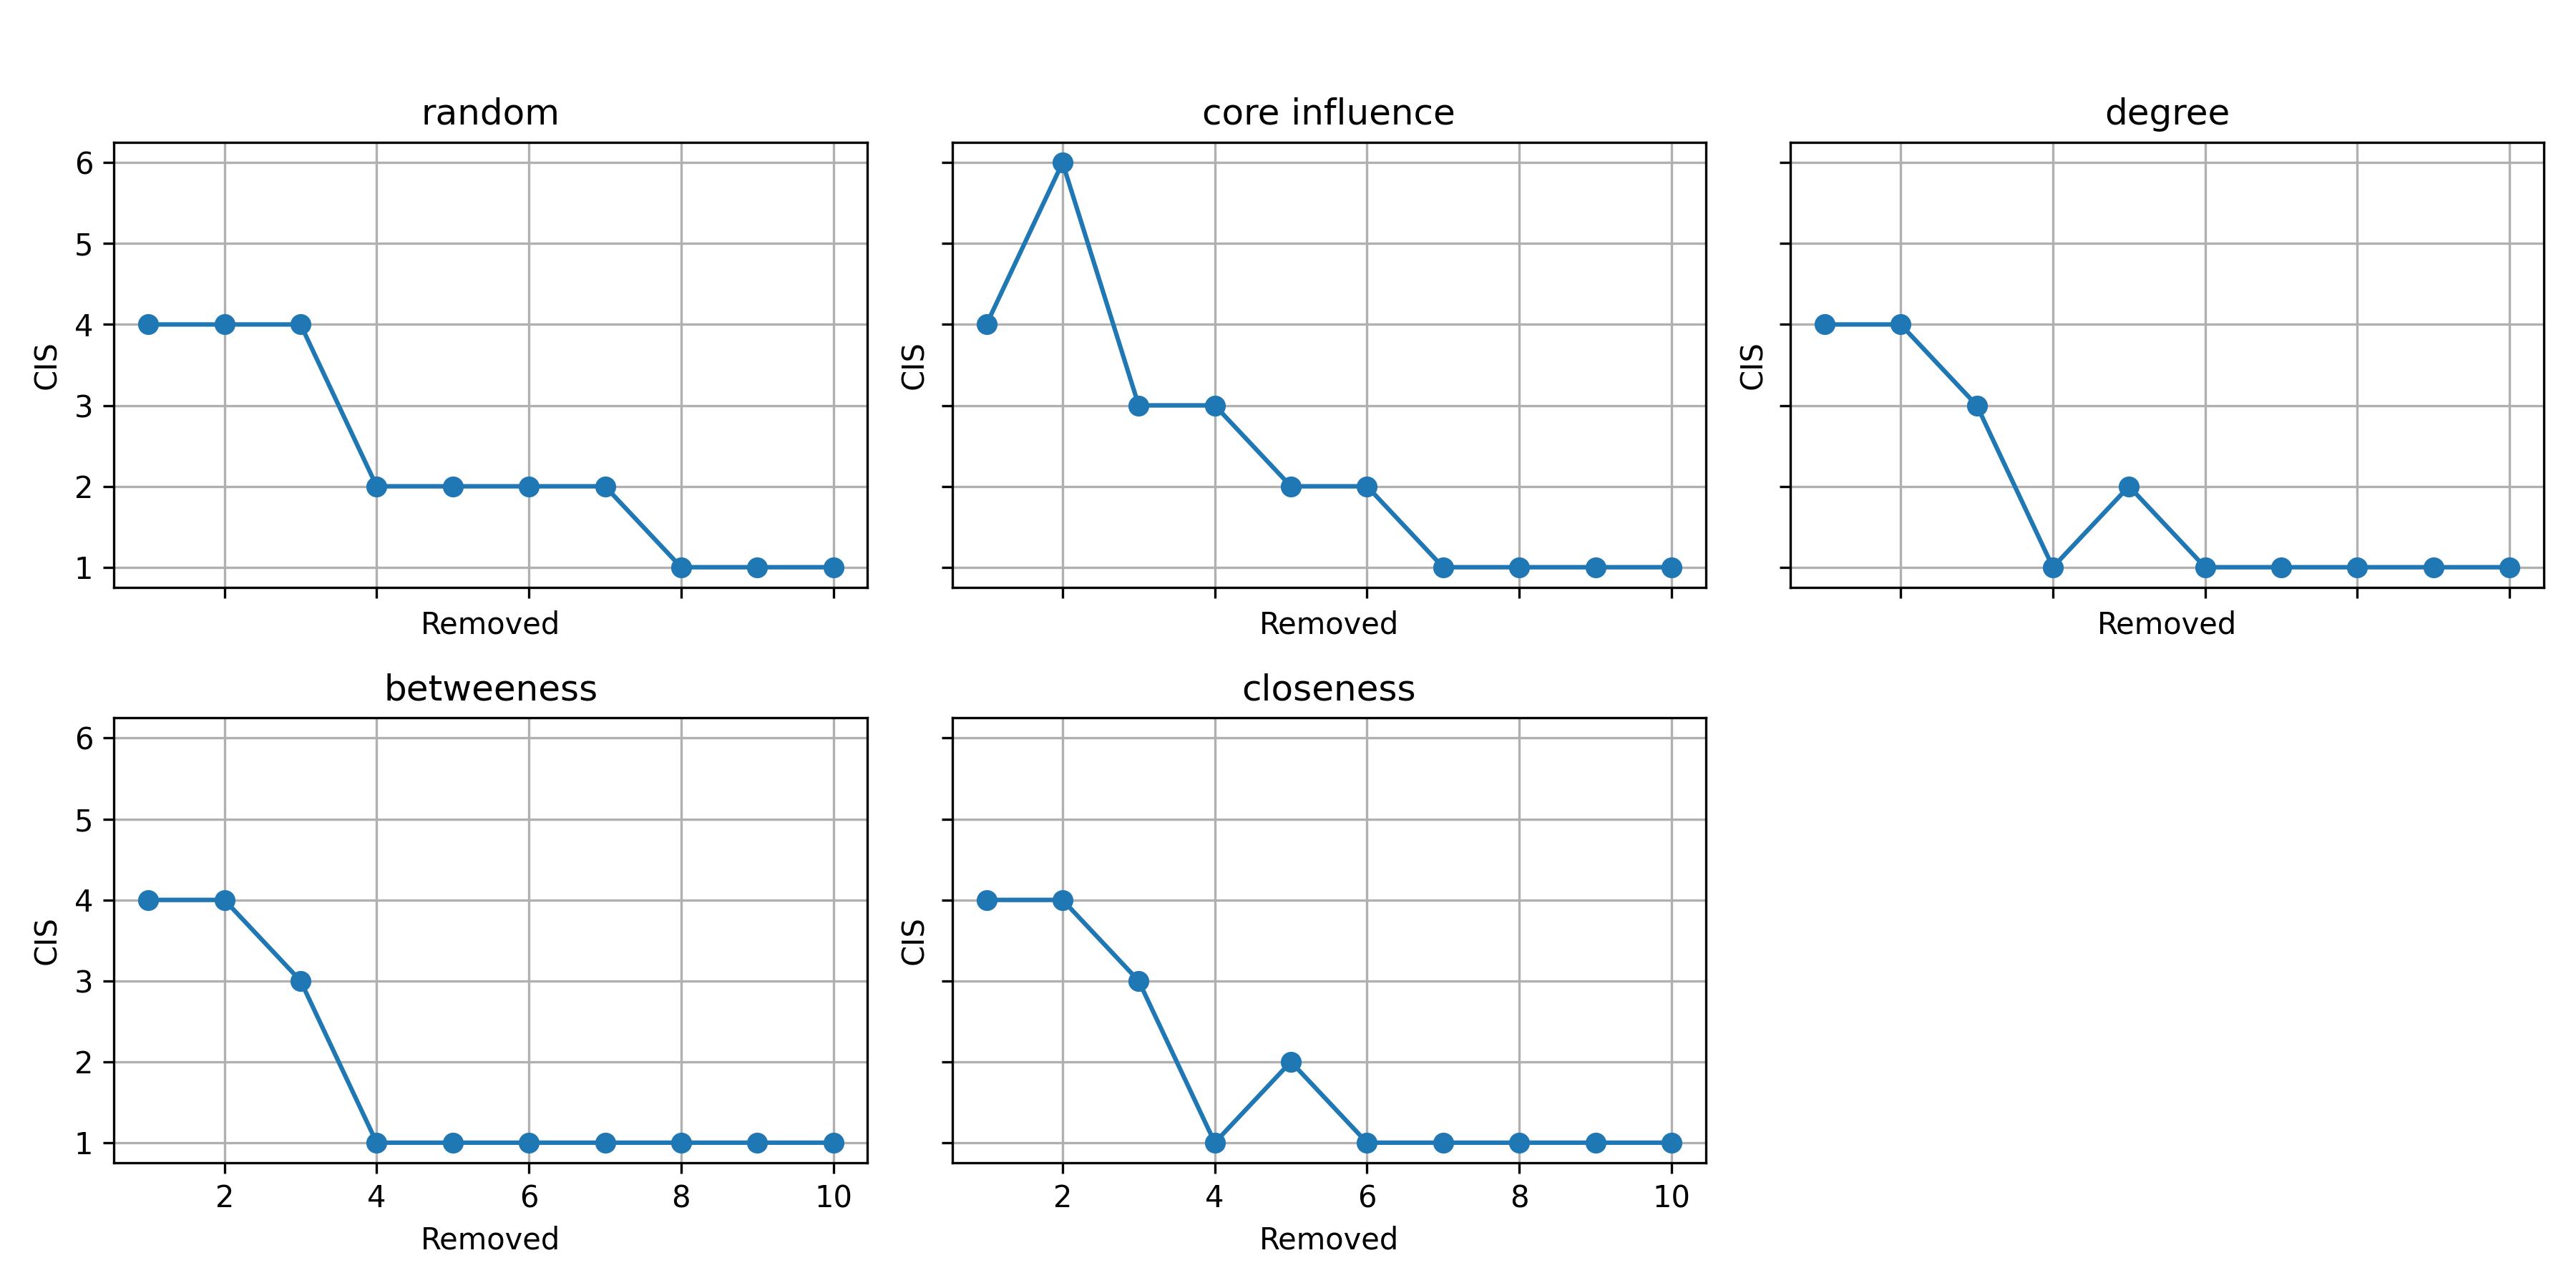 random
6
5
4
3
2
1
CIS
Removed
core influence
CIS
Removed
degree
CIS
Removed
betweeness
6
5
4
3
2
1
CIS
2 4 6 8 10
Removed
closeness
CIS
2 4 6 8 10
Removed